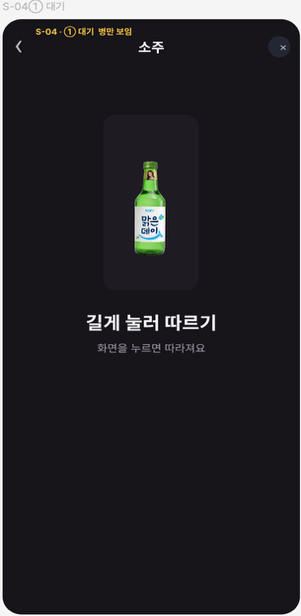 S-04① 대기
S-04 · ① 대기 병만 보임
소주
맑은
데이
길게 눌러 따르기
화면을 누르면 따라져요